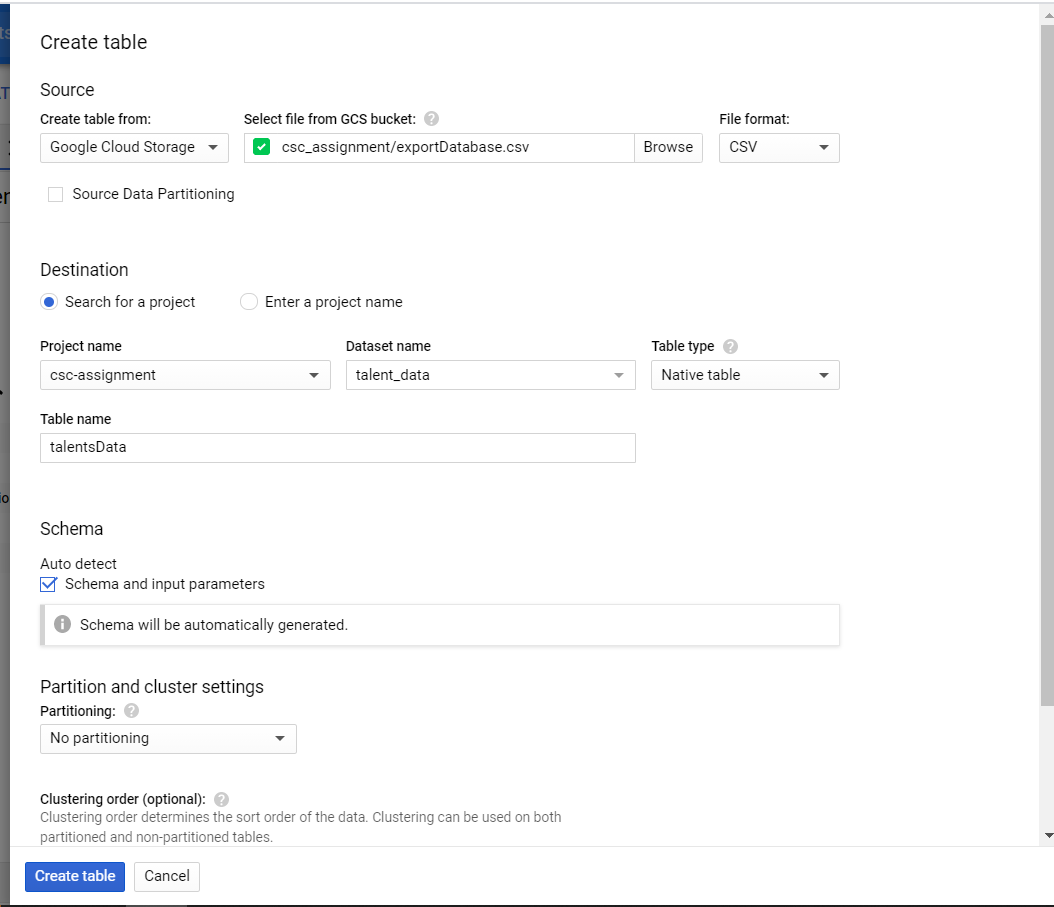 Create table
Source
Create table from: Select file from GCS bucket: ? File format:
Google Cloud Storage csc_assignment/exportDatabase.csv Browse CSV
Source Data Partitioning
Destination
Search for a project Enter a project name
Project name Dataset name Table type ?
csc-assignment talent_data Native table
Table name
talentsData
Schema
Auto detect
Schema and input parameters
Schema will be automatically generated.
Partition and cluster settings
Partitioning: ?
No partitioning
Clustering order (optional): ?
Clustering order determines the sort order of the data. Clustering can be used on both
partitioned and non-partitioned tables.
Create table Cancel